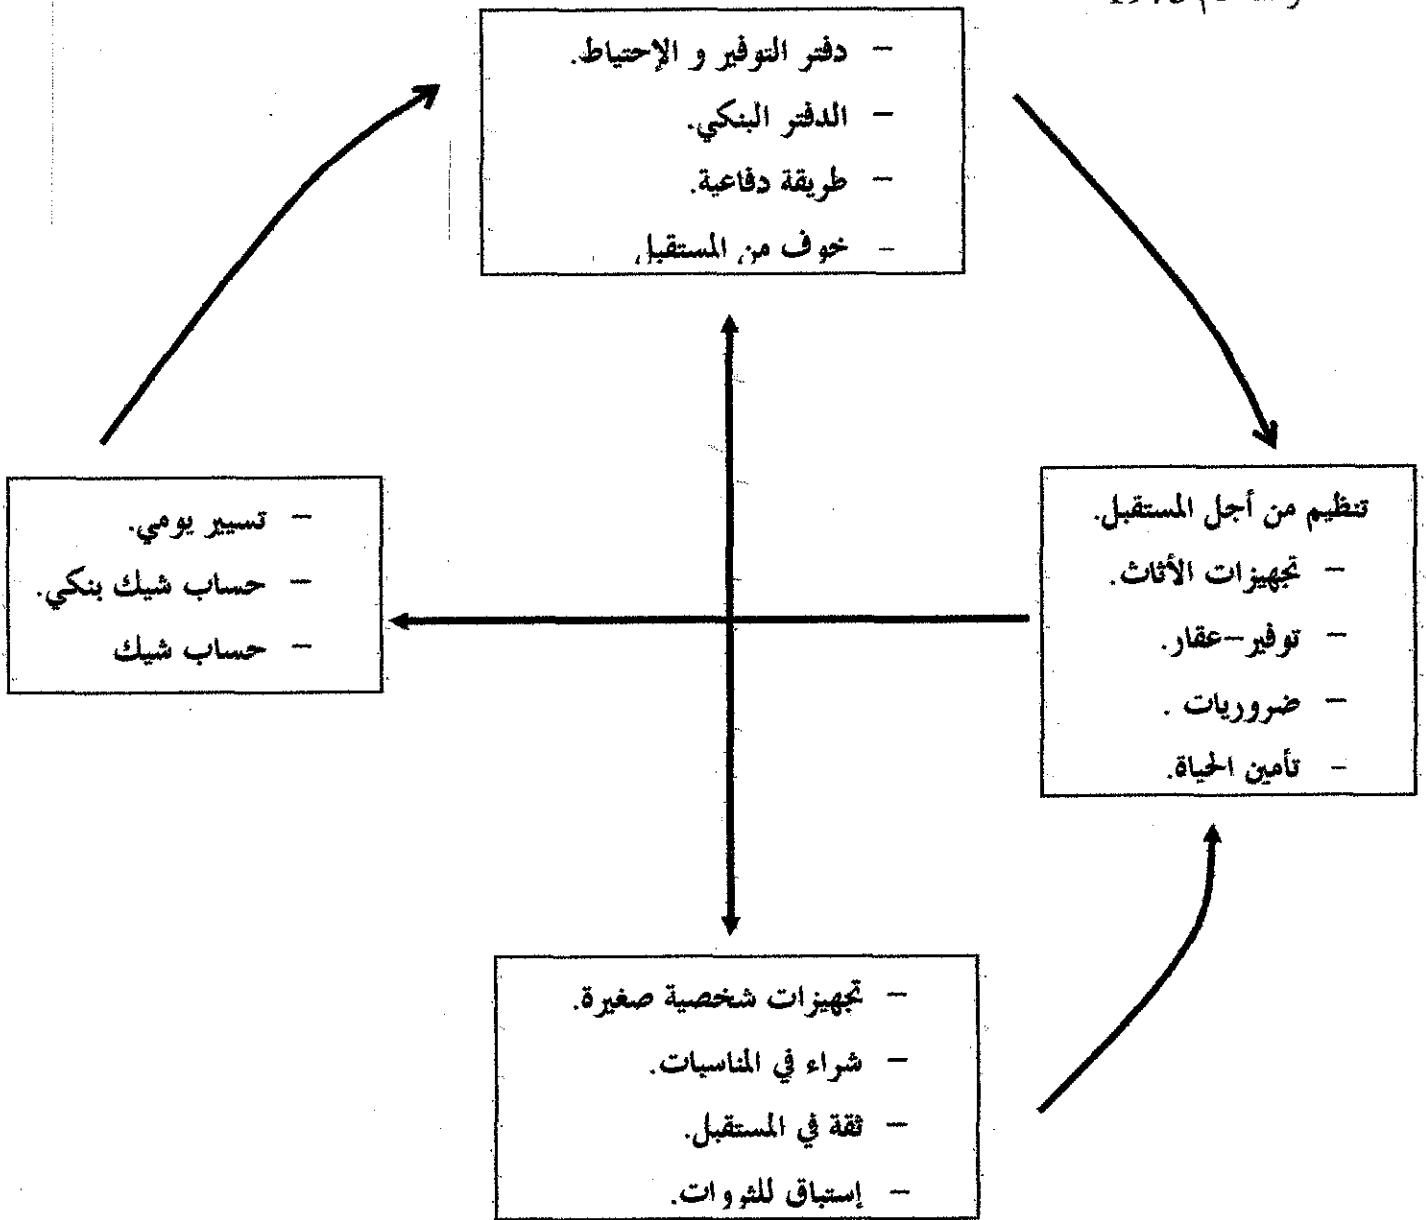 - دفتر التوفير و الإحتياط.
- الدفتر البنكي.
- طريقة دفاعية.
- خوف من المستقبل
تنظيم من أجل المستقبل.
- تجهيزات الأثاث.
- توفير-عقار.
- ضروريات .
- تأمين الحياة.
- تسيير يومي.
- حساب شيك بنكي.
- حساب شيك
- تجهيزات شخصية صغيرة.
- شراء في المناسبات.
- ثقة في المستقبل.
- إستباق للثروات.